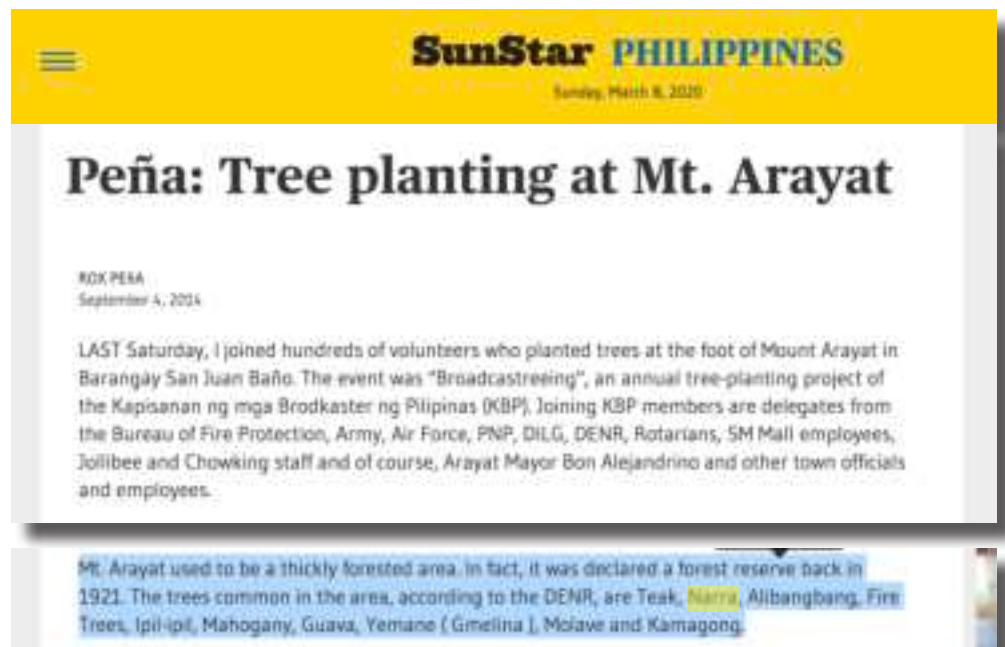 SunStar PHILIPPINES
Sunday, March 8, 2020
Peña: Tree planting at Mt. Arayat
ROX PEÑA
September 4, 2014
LAST Saturday, I joined hundreds of volunteers who planted trees at the foot of Mount Arayat in
Barangay San Juan Baño. The event was "Broadcastreeing", an annual tree-planting project of
the Kapisanan ng mga Brodkaster ng Pilipinas (KBP). Joining KBP members are delegates from
the Bureau of Fire Protection, Army, Air Force, PNP, DILG, DENR, Rotarians, SM Mall employees,
Jollibee and Chowking staff and of course, Arayat Mayor Bon Alejandrino and other town officials
and employees.
Mt. Arayat used to be a thickly forested area. In fact, it was declared a forest reserve back in
1921. The trees common in the area, according to the DENR, are Teak, Narra, Alibangbang, Fire
Trees, Ipil-ipil, Mahogany, Guava, Yemane ( Gmelina ), Molave and Kamagong.